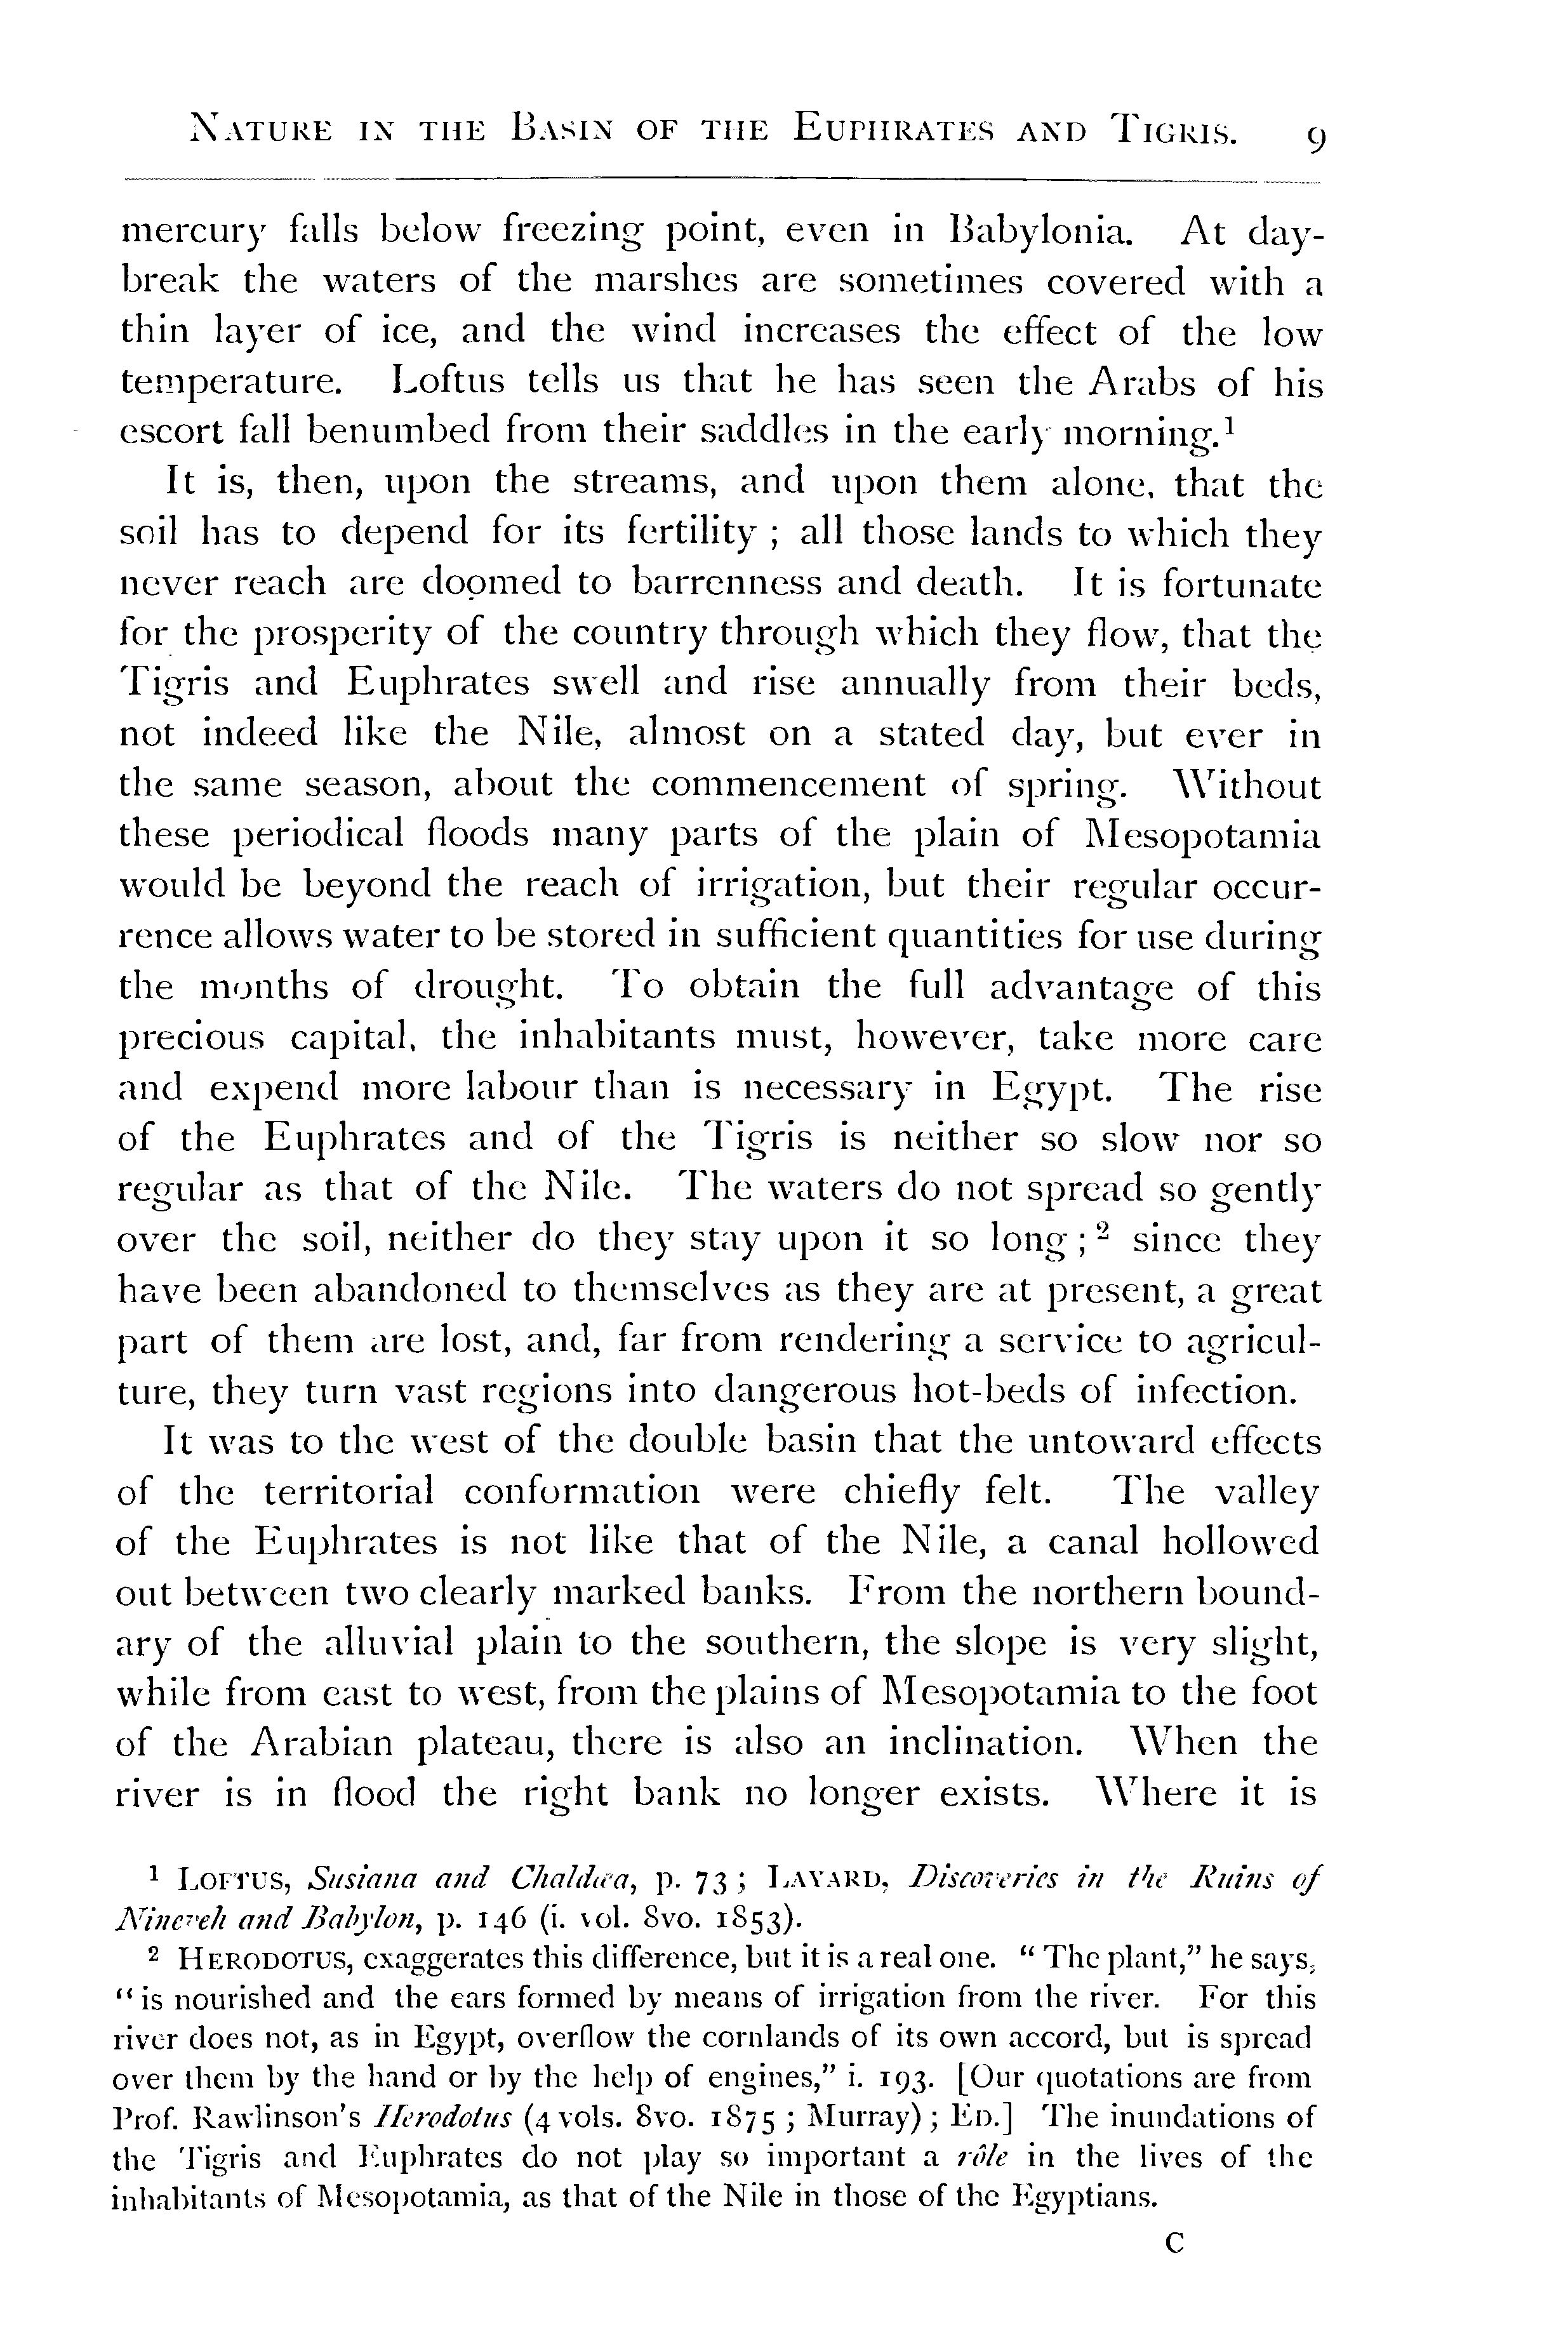 NATURE IN THE BASIN OF THE EUPHRATES AND TIGRIS. 9
mercury falls below freezing point, even in Babylonia. At day-
break the waters of the marshes are sometimes covered with a
thin layer of ice, and the wind increases the effect of the low
temperature. Loftus tells us that he has seen the Arabs of his
escort fall benumbed from their saddles in the early morning.¹
It is, then, upon the streams, and upon them alone, that the
soil has to depend for its fertility ; all those lands to which they
never reach are doomed to barrenness and death. It is fortunate
for the prosperity of the country through which they flow, that the
Tigris and Euphrates swell and rise annually from their beds,
not indeed like the Nile, almost on a stated day, but ever in
the same season, about the commencement of spring. Without
these periodical floods many parts of the plain of Mesopotamia
would be beyond the reach of irrigation, but their regular occur-
rence allows water to be stored in sufficient quantities for use during
the months of drought. To obtain the full advantage of this
precious capital, the inhabitants must, however, take more care
and expend more labour than is necessary in Egypt. The rise
of the Euphrates and of the Tigris is neither so slow nor so
regular as that of the Nile. The waters do not spread so gently
over the soil, neither do they stay upon it so long ; ² since they
have been abandoned to themselves as they are at present, a great
part of them are lost, and, far from rendering a service to agricul-
ture, they turn vast regions into dangerous hot-beds of infection.
It was to the west of the double basin that the untoward effects
of the territorial conformation were chiefly felt. The valley
of the Euphrates is not like that of the Nile, a canal hollowed
out between two clearly marked banks. From the northern bound-
ary of the alluvial plain to the southern, the slope is very slight,
while from east to west, from the plains of Mesopotamia to the foot
of the Arabian plateau, there is also an inclination. When the
river is in flood the right bank no longer exists. Where it is
¹ LOFTUS, Susiana and Chaldæa, p. 73 ; LAYARD, Discoveries in the Ruins of
Nineveh and Babylon, p. 146 (i. vol. 8vo. 1853).
² HERODOTUS, exaggerates this difference, but it is a real one. “ The plant,” he says,
“ is nourished and the ears formed by means of irrigation from the river. For this
river does not, as in Egypt, overflow the cornlands of its own accord, but is spread
over them by the hand or by the help of engines,” i. 193. [Our quotations are from
Prof. Rawlinson's Herodotus (4 vols. 8vo. 1875 ; Murray) ; ED.] The inundations of
the Tigris and Euphrates do not play so important a rôle in the lives of the
inhabitants of Mesopotamia, as that of the Nile in those of the Egyptians.
C